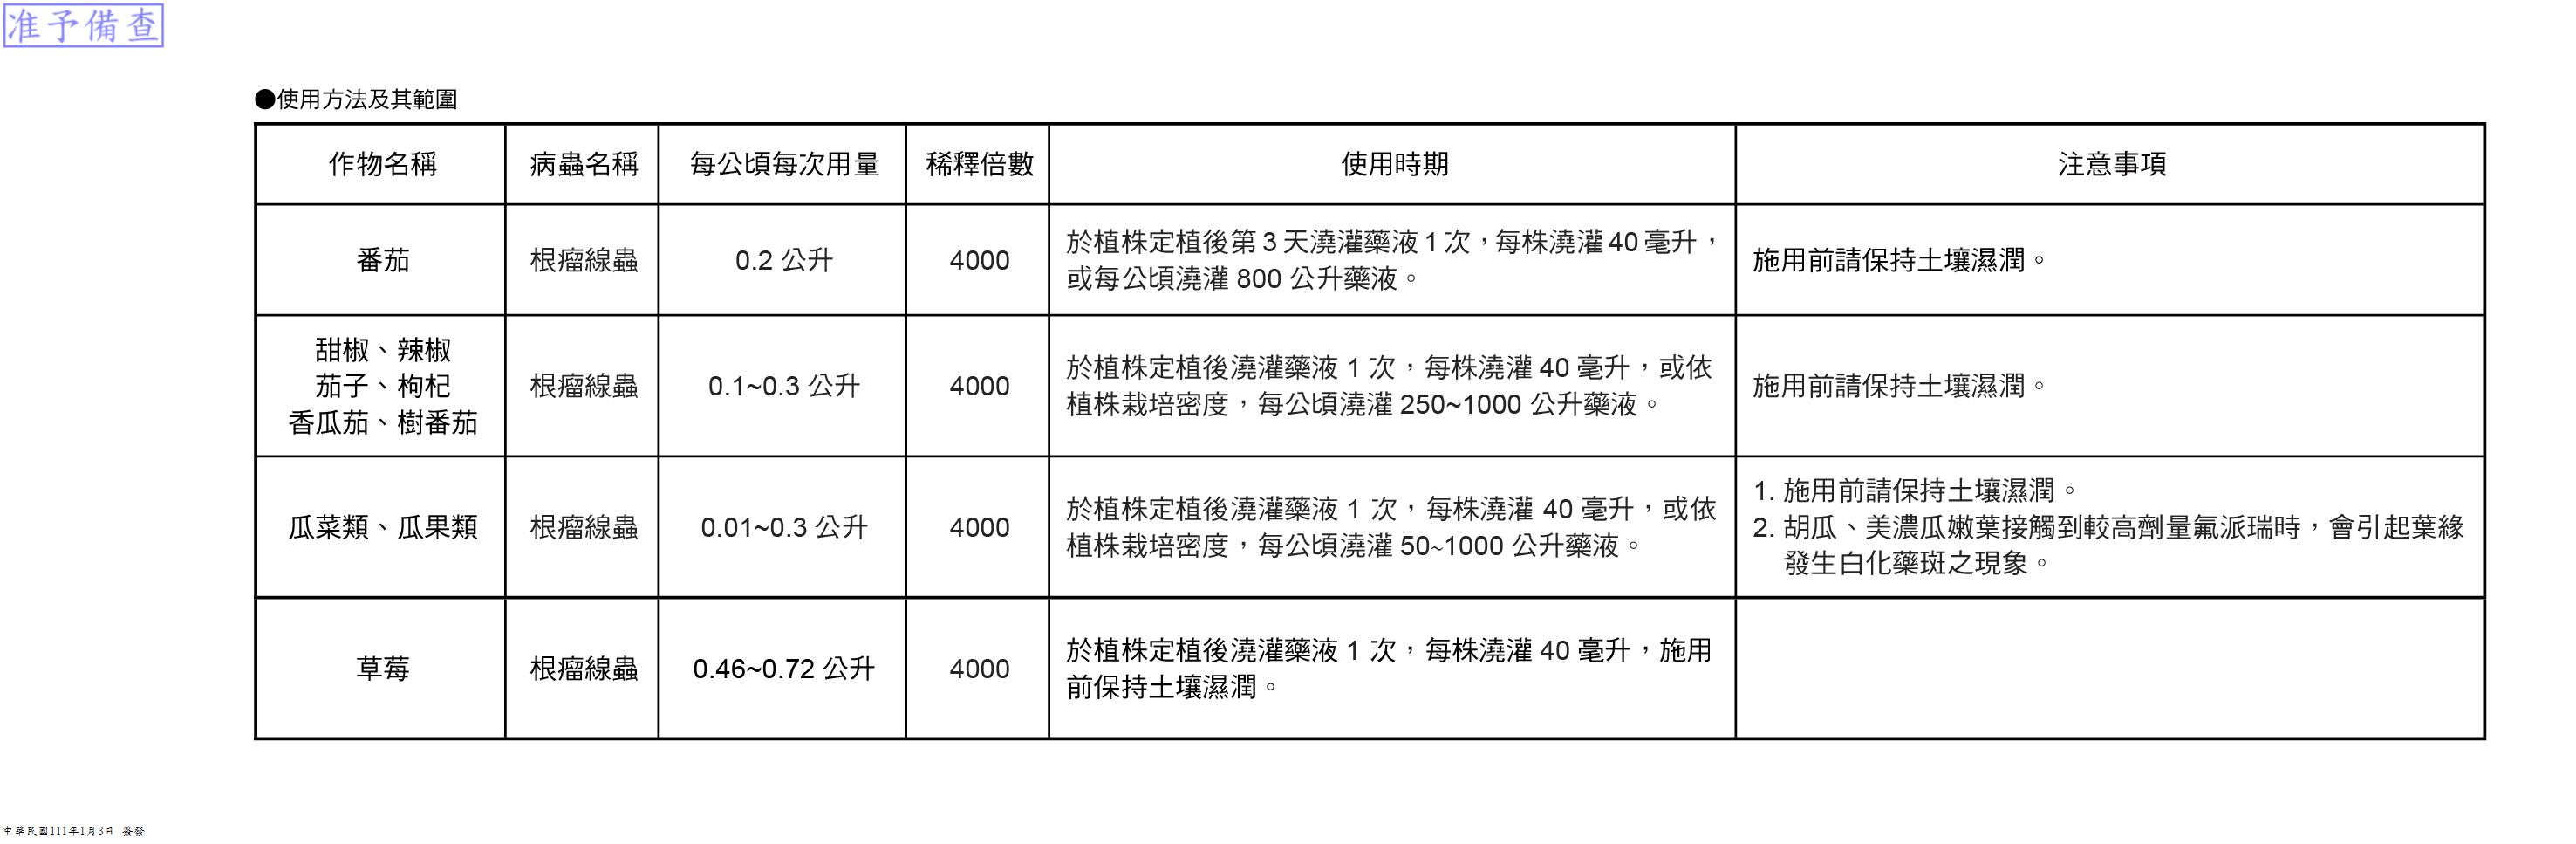 准予備查
●使用方法及其範圍
作物名稱 病蟲名稱 每公頃每次用量 稀釋倍數 使用時期 注意事項
番茄 根瘤線蟲 0.2 公升 4000 於植株定植後第 3 天澆灌藥液 1 次，每株澆灌 40 毫升，
或每公頃澆灌 800 公升藥液。 施用前請保持土壤濕潤。
甜椒、辣椒
茄子、枸杞
香瓜茄、樹番茄 根瘤線蟲 0.1~0.3 公升 4000 於植株定植後澆灌藥液 1 次，每株澆灌 40 毫升，或依
植株栽培密度，每公頃澆灌 250~1000 公升藥液。 施用前請保持土壤濕潤。
瓜菜類、瓜果類 根瘤線蟲 0.01~0.3 公升 4000 於植株定植後澆灌藥液 1 次，每株澆灌 40 毫升，或依
植株栽培密度，每公頃澆灌 50~1000 公升藥液。 1. 施用前請保持土壤濕潤。
2. 胡瓜、美濃瓜嫩葉接觸到較高劑量氟派瑞時，會引起葉緣
發生白化藥斑之現象。
草莓 根瘤線蟲 0.46~0.72 公升 4000 於植株定植後澆灌藥液 1 次，每株澆灌 40 毫升，施用
前保持土壤濕潤。
中華民國111年1月3日 簽發